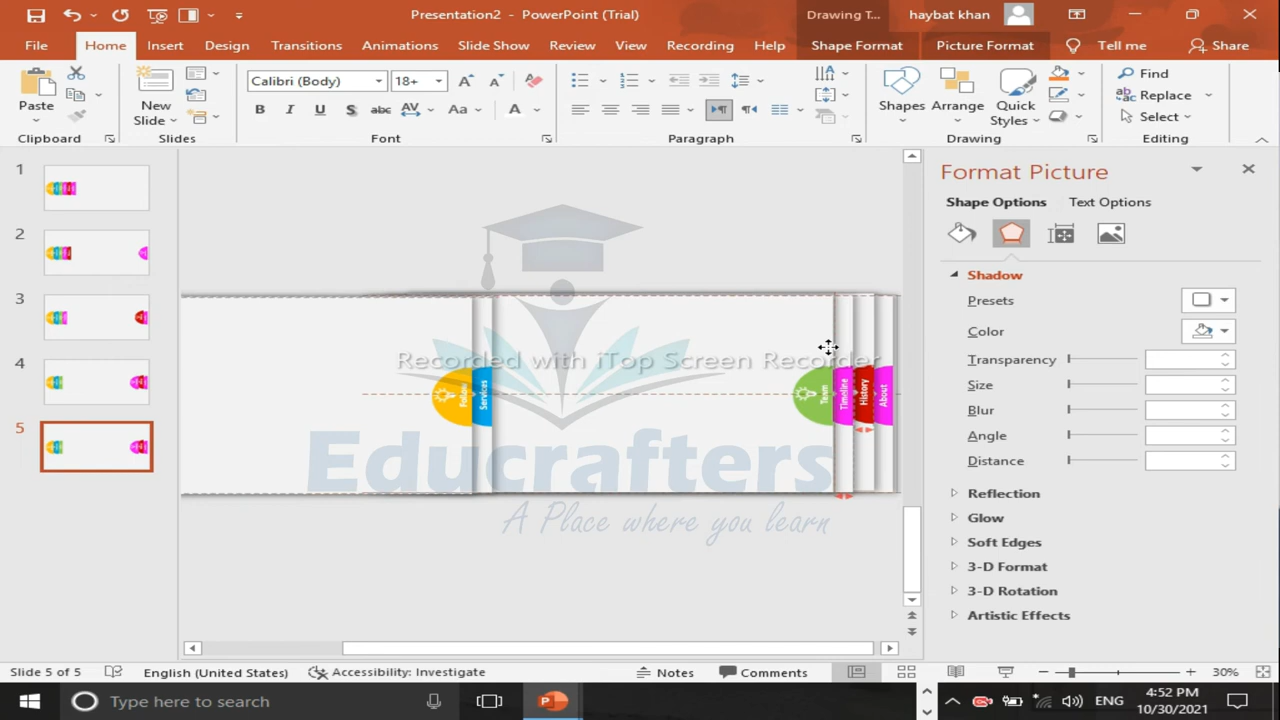 Presentation2 - PowerPoint (Trial)
Drawing T...
haybat khan
File
Home
Insert
Design
Transitions
Animations
Slide Show
Review
View
Recording
Help
Shape Format
Picture Format
Tell me
Share
Paste
Clipboard
New
Slide
Slides
Calibri (Body)
18+
Font
Paragraph
Shapes
Arrange
Quick
Styles
Drawing
Find
Replace
Select
Editing
1
2
3
4
5
Recorded with iTop Screen Recorder
Services
Team
Timeline
History
About
Educrafters
A Place where you learn
Format Picture
Shape Options
Text Options
Shadow
Presets
Color
Transparency
Size
Blur
Angle
Distance
Reflection
Glow
Soft Edges
3-D Format
3-D Rotation
Artistic Effects
Slide 5 of 5
English (United States)
Accessibility: Investigate
Notes
Comments
30%
Type here to search
ENG
4:52 PM
10/30/2021